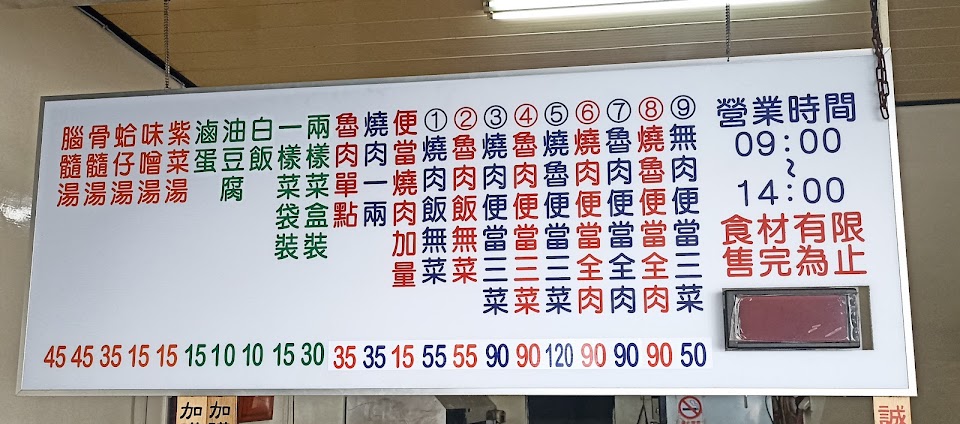 營業時間
09:00
~
14:00
食材有限
售完為止
⑨無肉便當三菜 50
⑧燒魯便當全肉 90
⑦魯肉便當全肉 90
⑥燒肉便當全肉 90
⑤燒魯便當三菜 120
④魯肉便當三菜 90
③燒肉便當三菜 90
②魯肉飯無菜 55
①燒肉飯無菜 55
便當燒肉加量 15
燒肉一兩 35
魯肉單點 35
兩樣菜盒裝 30
一樣菜袋裝 15
白飯 10
油豆腐 10
滷蛋 15
紫菜湯 15
味噌湯 15
蛤仔湯 35
骨髓湯 45
腦髓湯 45
誠
加
加